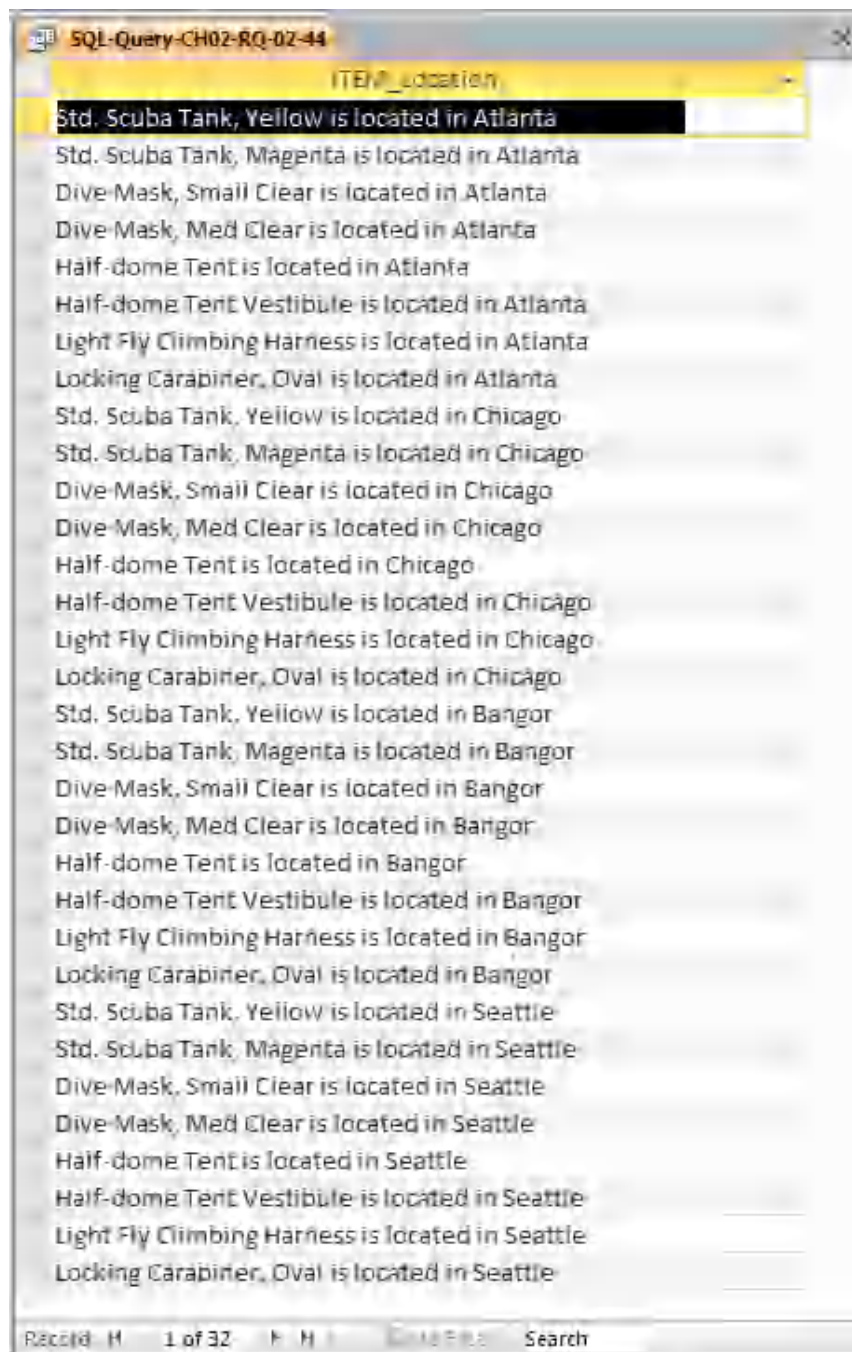 SQL-Query-CH02-RQ-02-44
ITEM_Location
Std. Scuba Tank, Yellow is located in Atlanta
Std. Scuba Tank, Magenta is located in Atlanta
Dive Mask, Small Clear is located in Atlanta
Dive Mask, Med Clear is located in Atlanta
Half-dome Tent is located in Atlanta
Half-dome Tent Vestibule is located in Atlanta
Light Fly Climbing Harness is located in Atlanta
Locking Carabiner, Oval is located in Atlanta
Std. Scuba Tank, Yellow is located in Chicago
Std. Scuba Tank, Magenta is located in Chicago
Dive Mask, Small Clear is located in Chicago
Dive Mask, Med Clear is located in Chicago
Half-dome Tent is located in Chicago
Half-dome Tent Vestibule is located in Chicago
Light Fly Climbing Harness is located in Chicago
Locking Carabiner, Oval is located in Chicago
Std. Scuba Tank, Yellow is located in Bangor
Std. Scuba Tank, Magenta is located in Bangor
Dive Mask, Small Clear is located in Bangor
Dive Mask, Med Clear is located in Bangor
Half-dome Tent is located in Bangor
Half-dome Tent Vestibule is located in Bangor
Light Fly Climbing Harness is located in Bangor
Locking Carabiner, Oval is located in Bangor
Std. Scuba Tank, Yellow is located in Seattle
Std. Scuba Tank, Magenta is located in Seattle
Dive Mask, Small Clear is located in Seattle
Dive Mask, Med Clear is located in Seattle
Half-dome Tent is located in Seattle
Half-dome Tent Vestibule is located in Seattle
Light Fly Climbing Harness is located in Seattle
Locking Carabiner, Oval is located in Seattle
Record: 1 of 32 Search